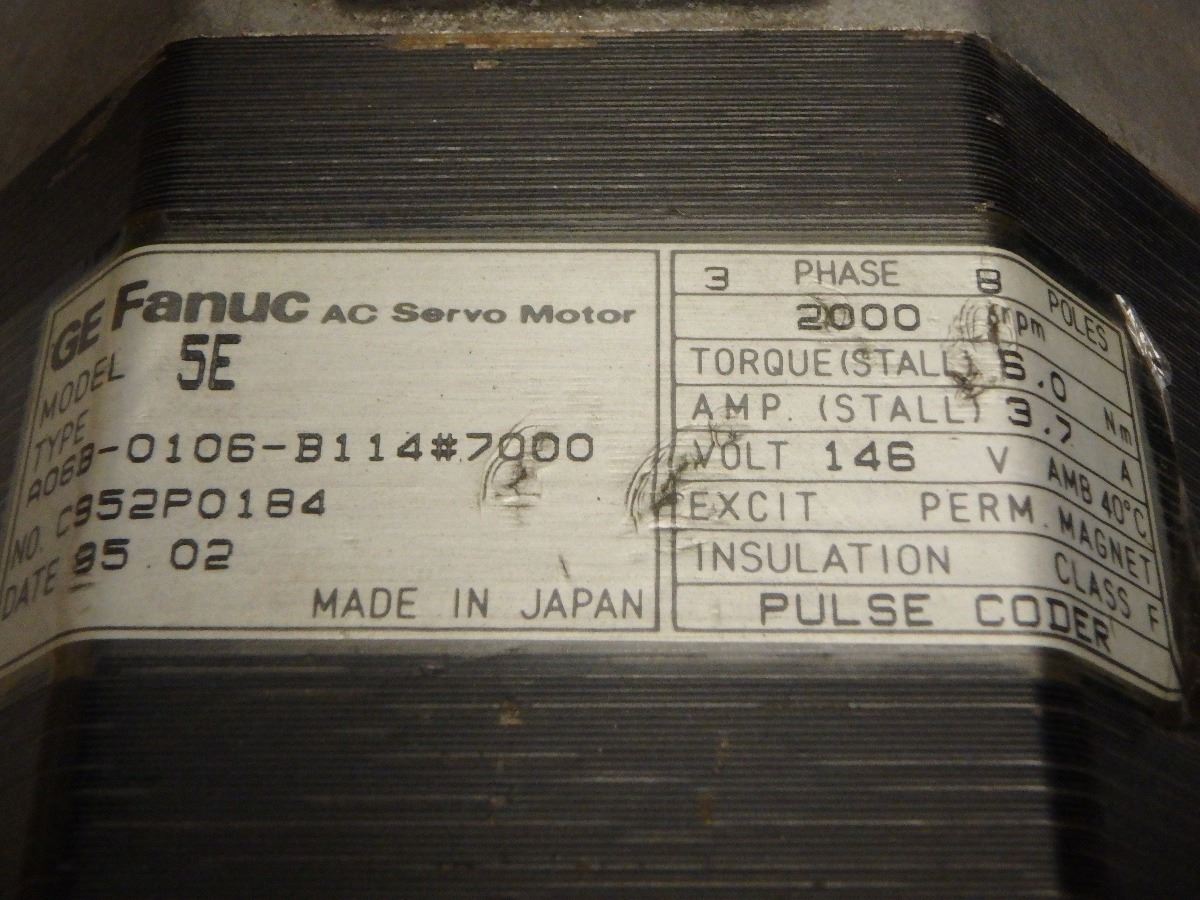 GE Fanuc AC Servo Motor
MODEL 5E
TYPE
A06B-0106-B114#7000
NO. C952P0184
DATE 95 02
MADE IN JAPAN
3 PHASE 8 POLES
2000 rpm
TORQUE(STALL) 6.0 Nm
AMP. (STALL) 3.7 A
VOLT 146 V AMB 40°C
EXCIT PERM. MAGNET
INSULATION CLASS F
PULSE CODER